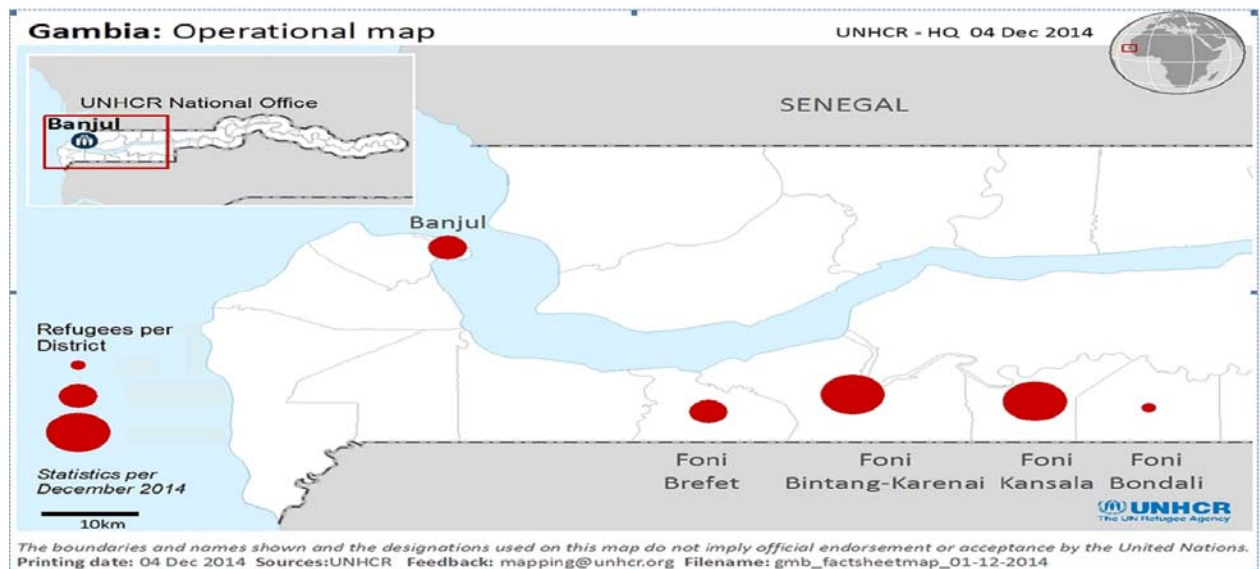 Gambia: Operational map
UNHCR - HQ 04 Dec 2014
SENEGAL
UNHCR National Office
Banjul
Banjul
Refugees per
District
Statistics per
December 2014
10km
Foni
Brefet
Foni
Bintang-Karenai
Foni
Kansala
Foni
Bondali
UNHCR
The UN Refugee Agency
The boundaries and names shown and the designations used on this map do not imply official endorsement or acceptance by the United Nations.
Printing date: 04 Dec 2014 Sources:UNHCR Feedback: mapping@unhcr.org Filename: gmb_factsheetmap_01-12-2014